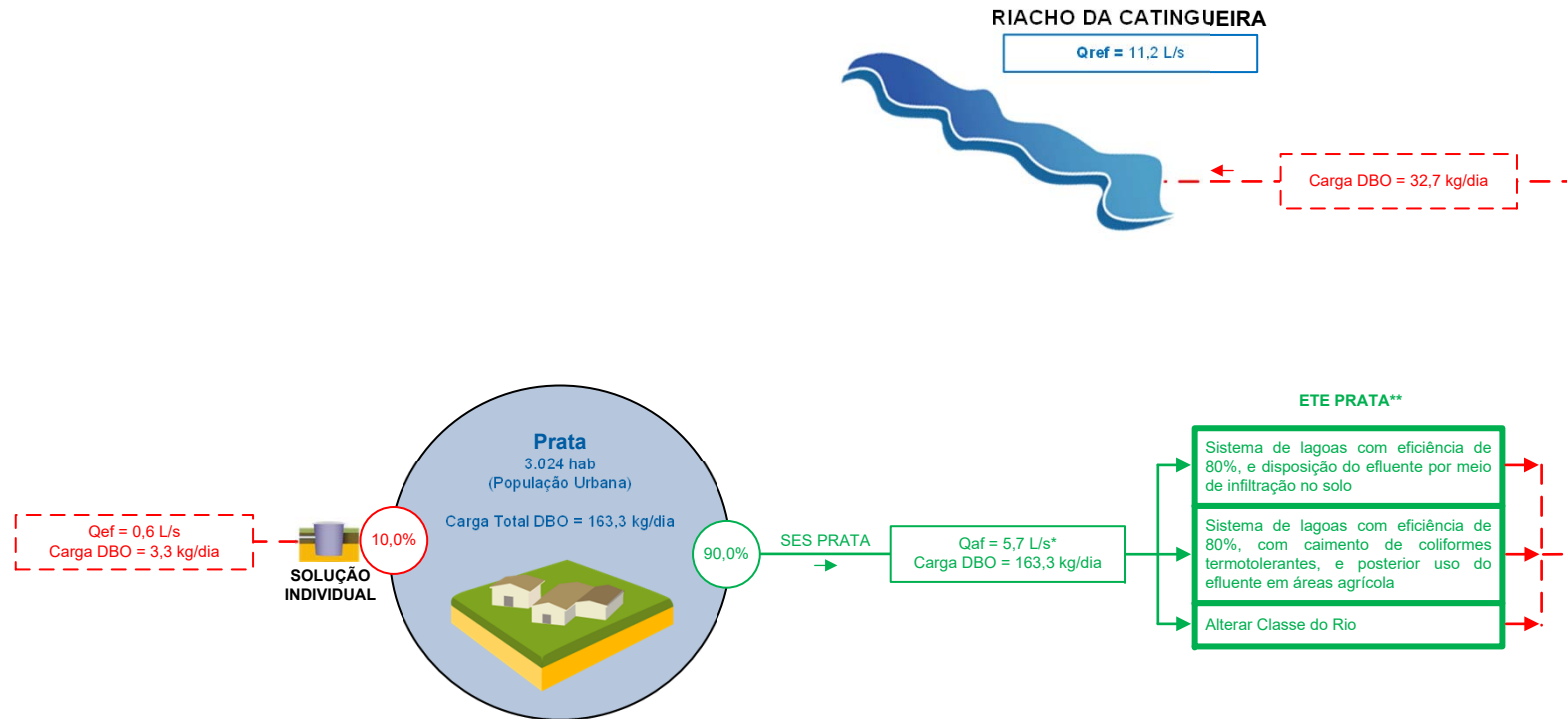 RIACHO DA CATINGUEIRA
Qref = 11,2 L/s
Carga DBO = 32,7 kg/dia
ETE PRATA**
Prata
3.024 hab
(População Urbana)
Carga Total DBO = 163,3 kg/dia
Qef = 0,6 L/s
Carga DBO = 3,3 kg/dia
SOLUÇÃO
INDIVIDUAL
10,0%
90,0%
SES PRATA
Qaf = 5,7 L/s*
Carga DBO = 163,3 kg/dia
Sistema de lagoas com eficiência de
80%, e disposição do efluente por meio
de infiltração no solo
Sistema de lagoas com eficiência de
80%, com caimento de coliformes
termotolerantes, e posterior uso do
efluente em áreas agrícola
Alterar Classe do Rio